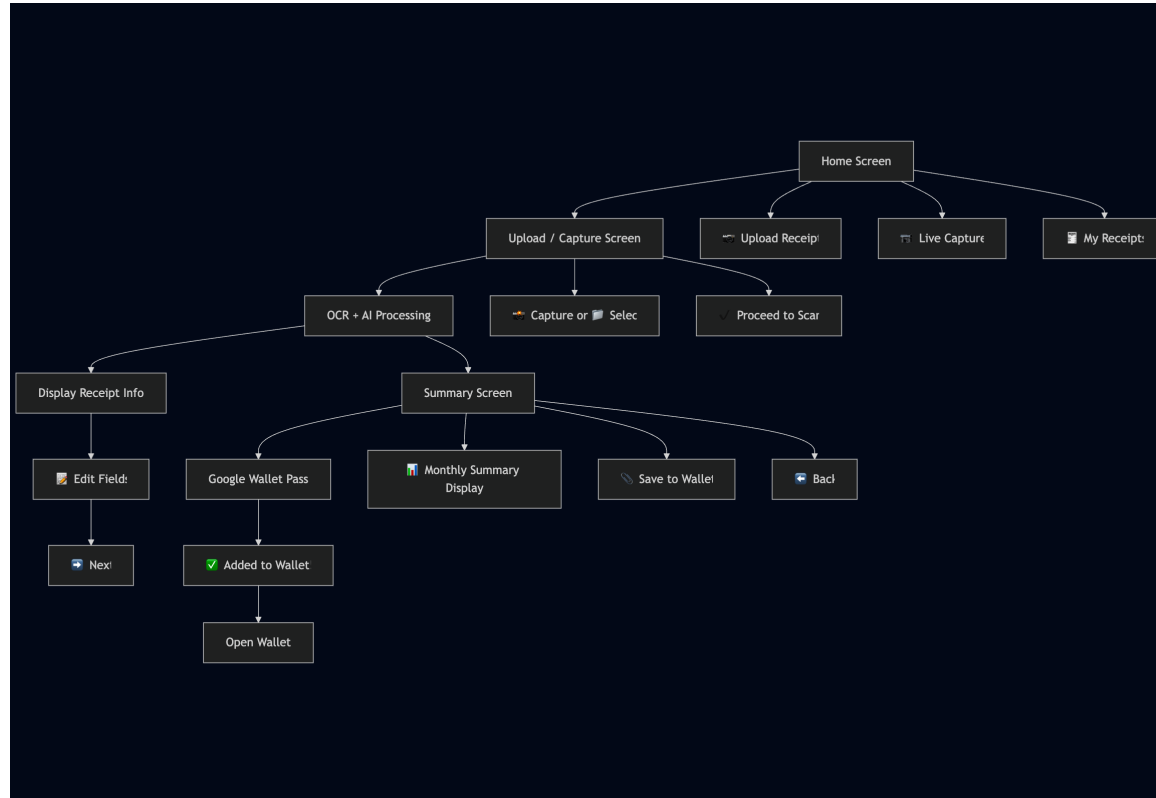 Home Screen
Upload / Capture Screen
📷 Upload Receipt
🎥 Live Capture
🧾 My Receipts
OCR + AI Processing
📸 Capture or 📁 Selec
✔ Proceed to Scan
Display Receipt Info
Summary Screen
📝 Edit Fields
Google Wallet Pass
📊 Monthly Summary
Display
📎 Save to Wallet
⬅️ Back
➡️ Next
✅ Added to Wallet
Open Wallet